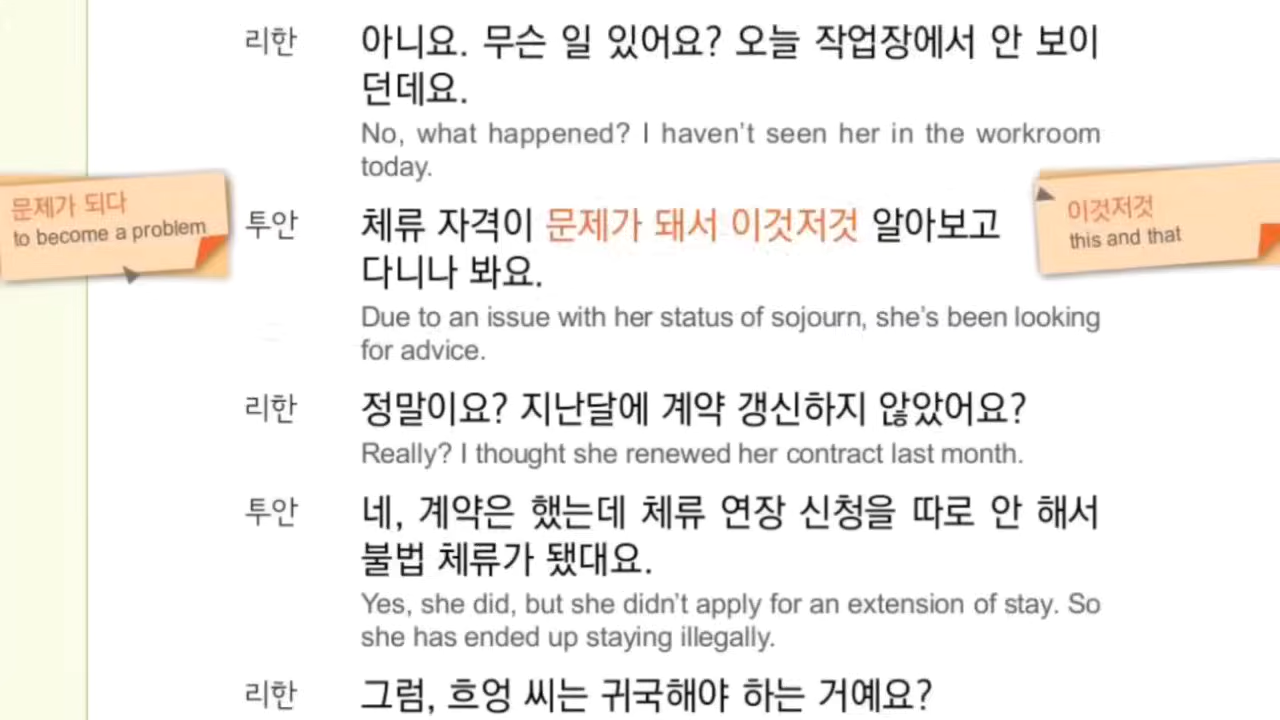 리한 아니요. 무슨 일 있어요? 오늘 작업장에서 안 보이
던데요.
No, what happened? I haven't seen her in the workroom
today.
문제가 되다
to become a problem
투안 체류 자격이 문제가 돼서 이것저것 알아보고
다니나 봐요.
이것저것
this and that
Due to an issue with her status of sojourn, she's been looking
for advice.
리한 정말이요? 지난달에 계약 갱신하지 않았어요?
Really? I thought she renewed her contract last month.
투안 네, 계약은 했는데 체류 연장 신청을 따로 안 해서
불법 체류가 됐대요.
Yes, she did, but she didn't apply for an extension of stay. So
she has ended up staying illegally.
리한 그럼, 흐엉 씨는 귀국해야 하는 거예요?